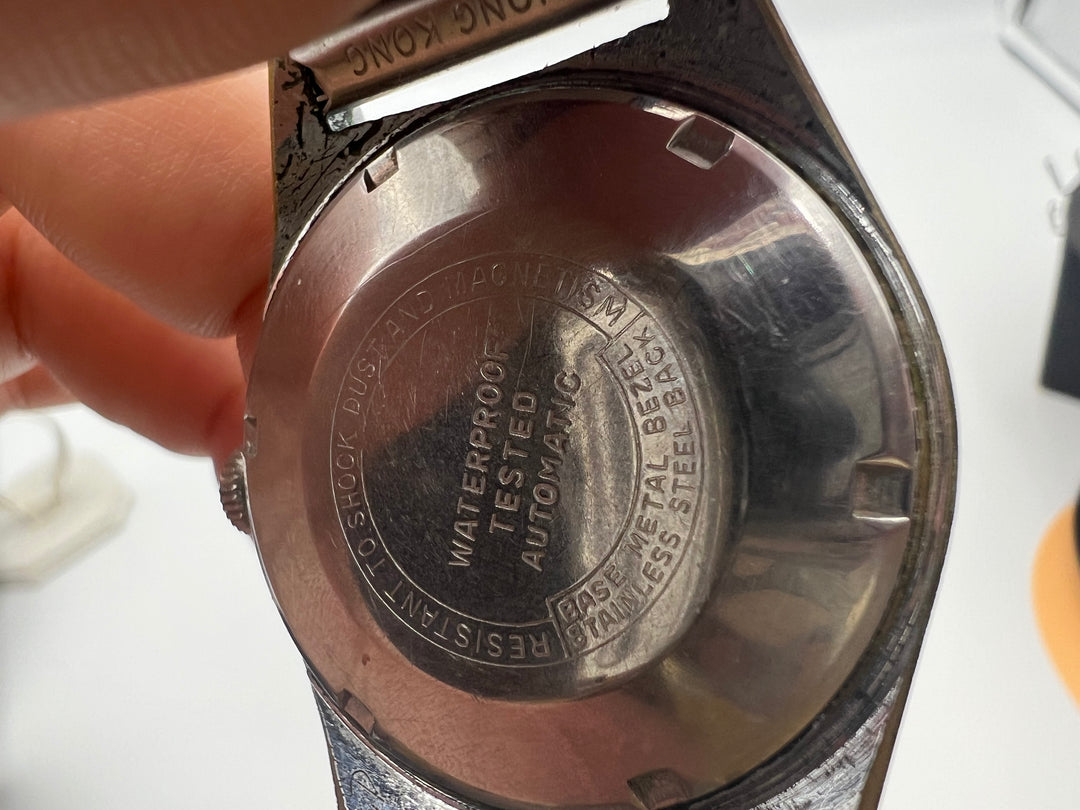 HONG KONG
RESISTANT TO SHOCK DUST AND MAGNETISM
WATERPROOF
TESTED
AUTOMATIC
BASE METAL BEZEL
STAINLESS STEEL BACK